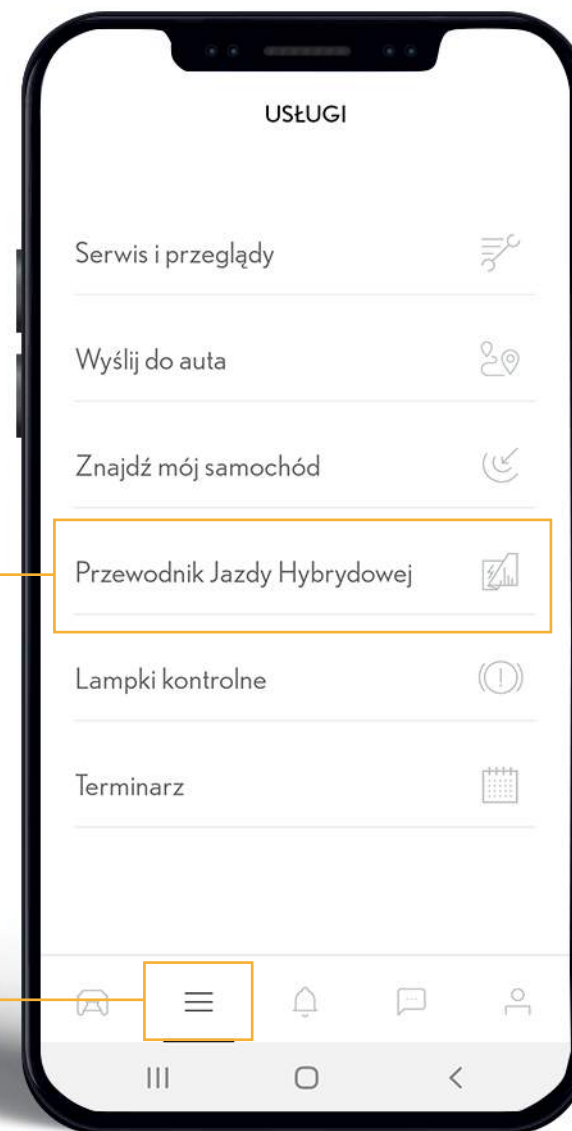 USŁUGI
Serwis i przeglądy
Wyślij do auta
Znajdź mój samochód
Przewodnik Jazdy Hybrydowej
Lampki kontrolne
Terminarz